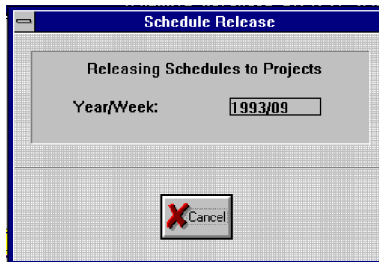 Schedule Release
Releasing Schedules to Projects
Year/Week: 1993/09
Cancel